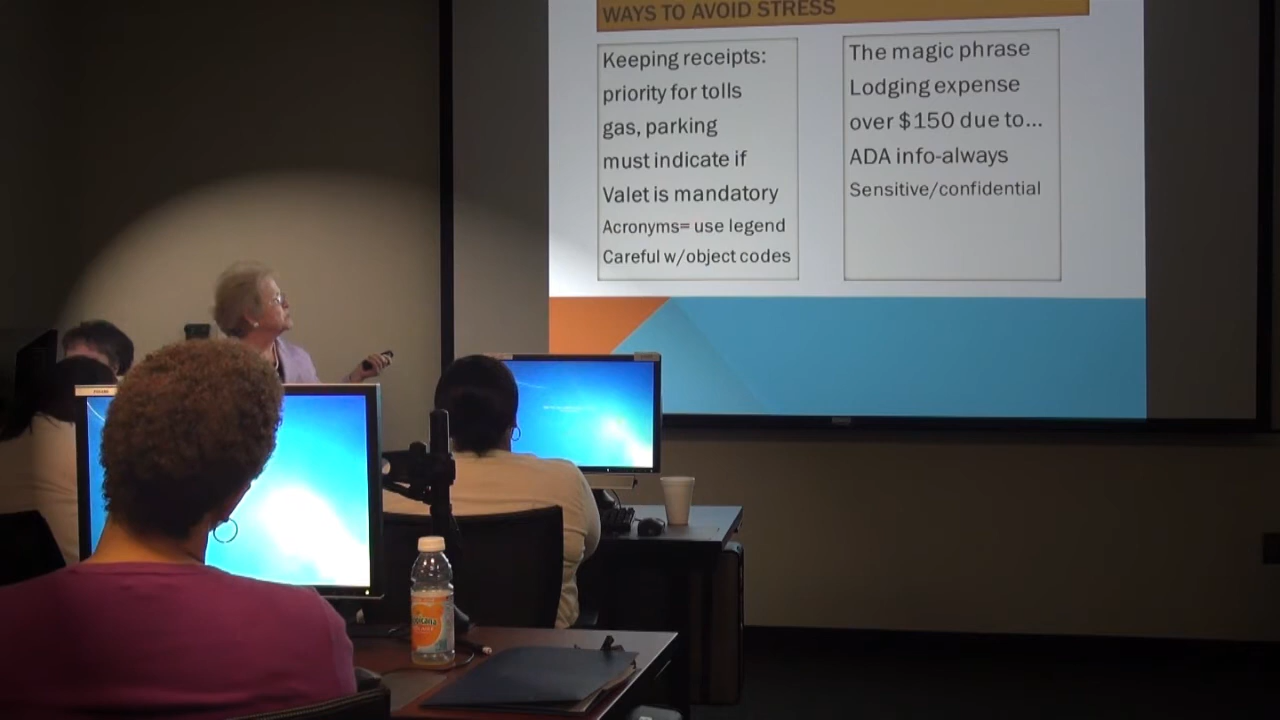 WAYS TO AVOID STRESS
Keeping receipts:
priority for tolls
gas, parking
must indicate if
Valet is mandatory
Acronyms= use legend
Careful w/object codes
The magic phrase
Lodging expense
over $150 due to...
ADA info-always
Sensitive/confidential